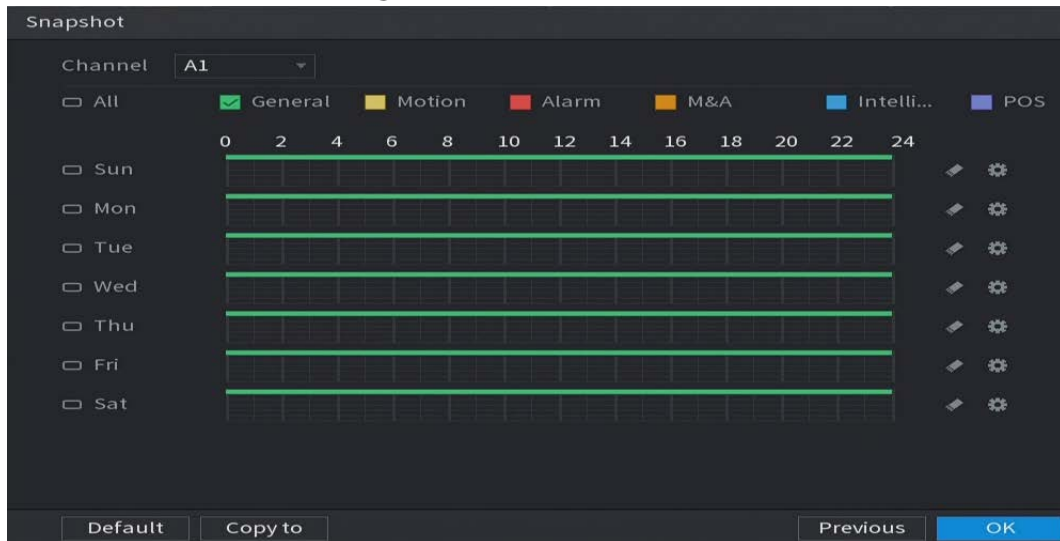 Snapshot
Channel A1
All General Motion Alarm M&A Intelli... POS
0 2 4 6 8 10 12 14 16 18 20 22 24
Sun
Mon
Tue
Wed
Thu
Fri
Sat
Default Copy to Previous OK